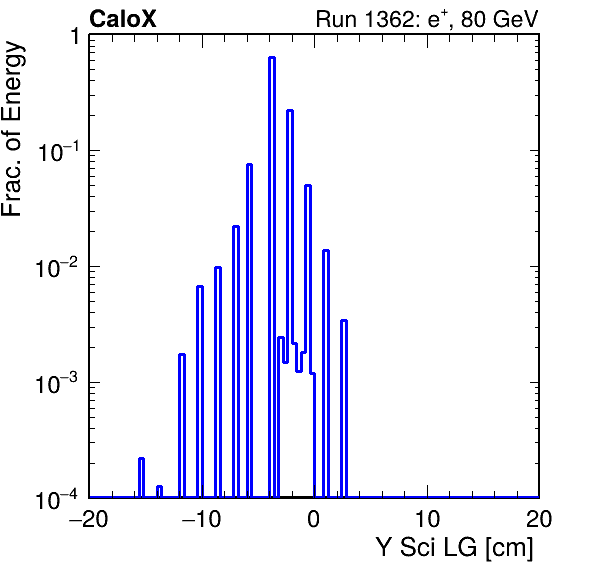 CaloX Run 1362: e⁺, 80 GeV
Frac. of Energy
1
10⁻¹
10⁻²
10⁻³
10⁻⁴
−20 −10 0 10 20
Y Sci LG [cm]